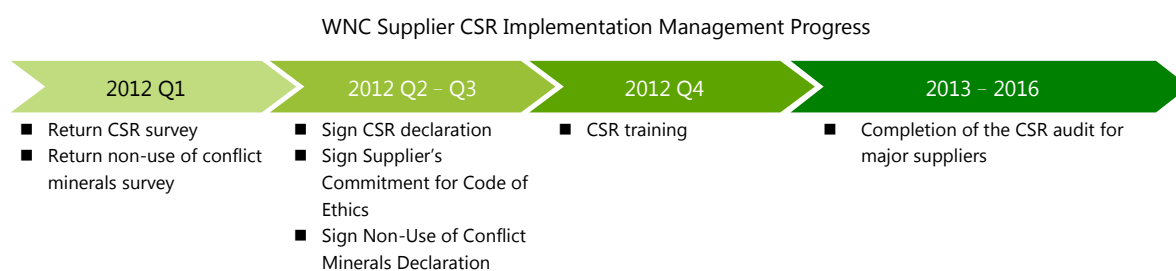 WNC Supplier CSR Implementation Management Progress
2012 Q1
2012 Q2 – Q3
2012 Q4
2013 – 2016
■ Return CSR survey
■ Return non-use of conflict
minerals survey
■ Sign CSR declaration
■ Sign Supplier’s
Commitment for Code of
Ethics
■ Sign Non-Use of Conflict
Minerals Declaration
■ CSR training
■ Completion of the CSR audit for
major suppliers